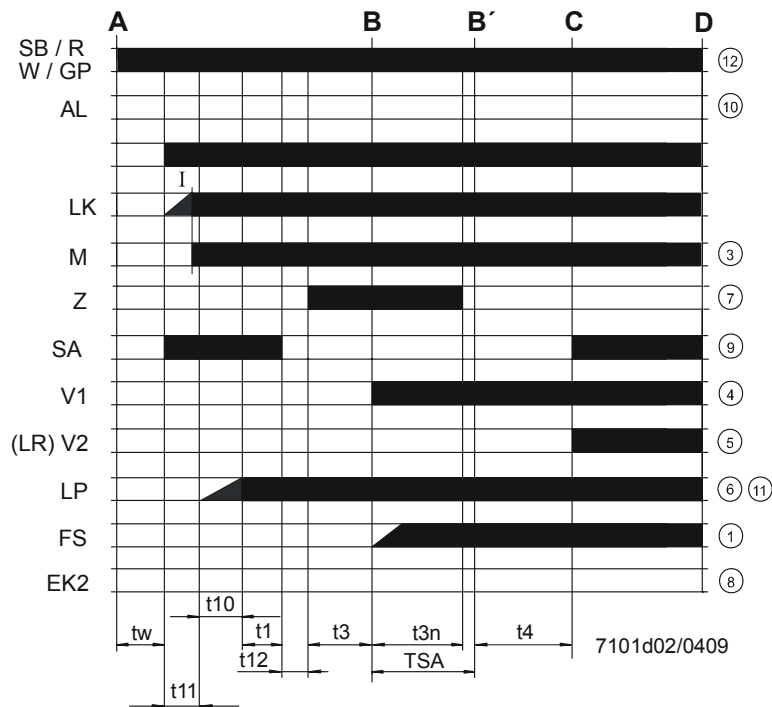 A B B´ C D
SB / R
W / GP 12
AL 10
I
LK
M 3
Z 7
SA 9
V1 4
(LR) V2 5
LP 6 11
FS 1
EK2 8
t10
tw t1 t3 t3n t4
t12 TSA
t11
7101d02/0409